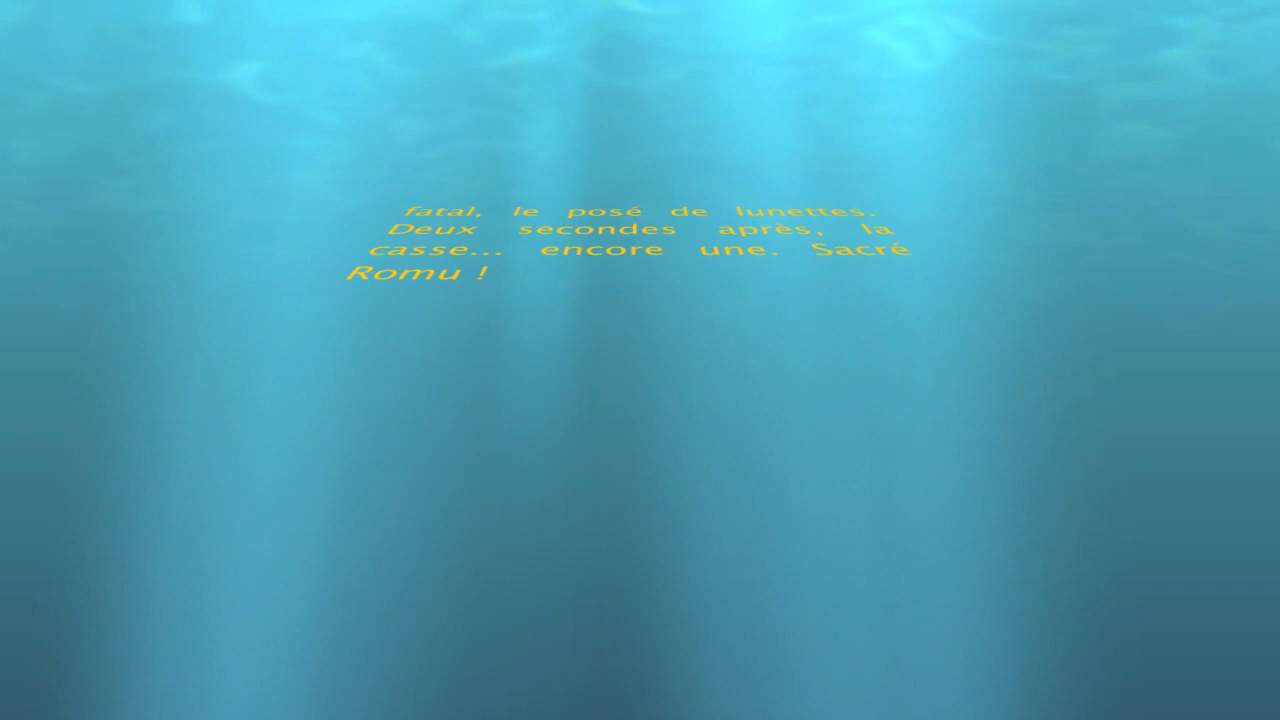 fatal, le posé de lunettes.
Deux secondes après, la
casse... encore une. Sacré
Romu !